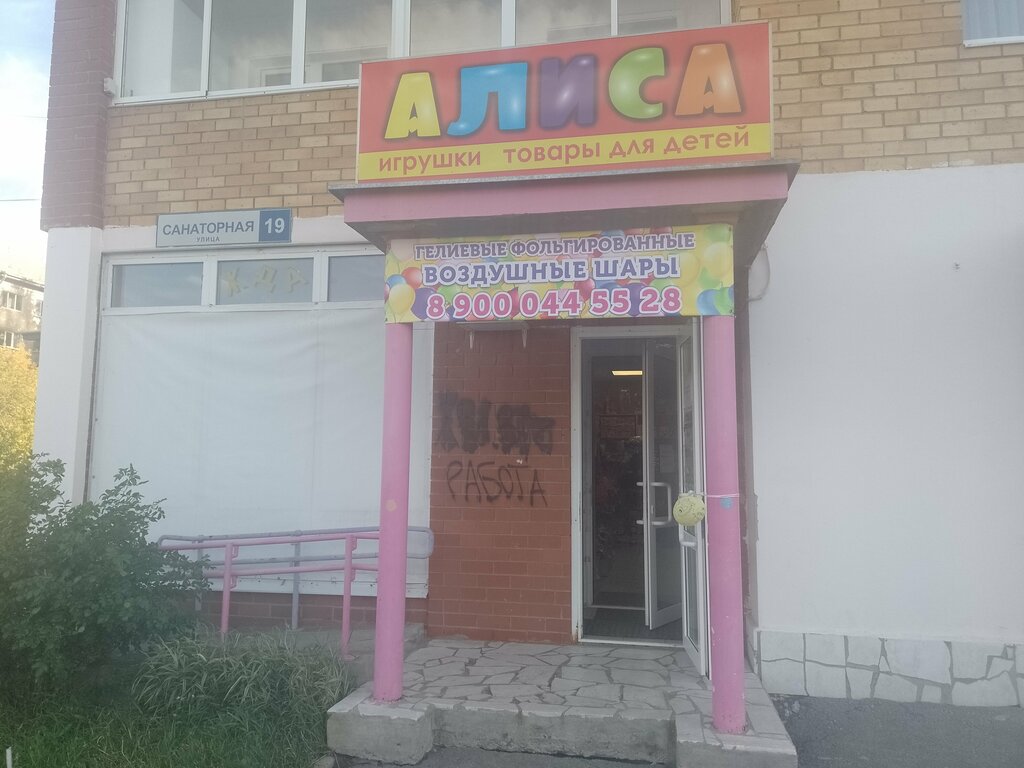 АЛИСА
игрушки товары для детей
САНАТОРНАЯ 19
УЛИЦА
ГЕЛИЕВЫЕ ФОЛЬГИРОВАННЫЕ
ВОЗДУШНЫЕ ШАРЫ
8 900 044 55 28
РАБОТА